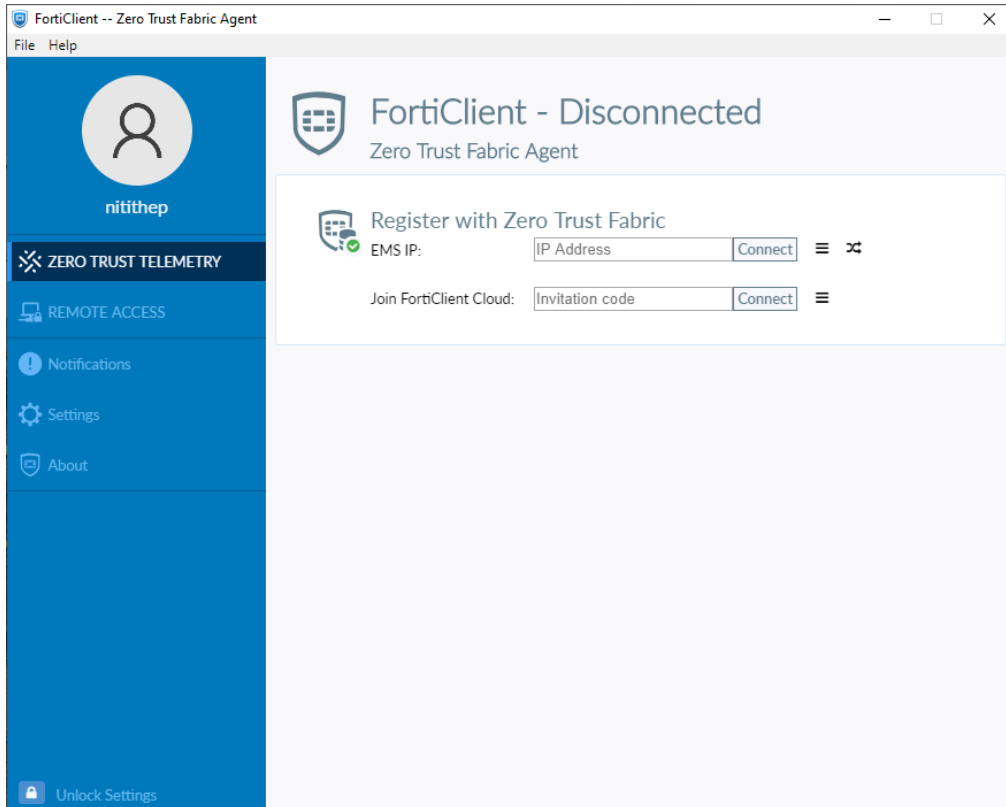 FortiClient -- Zero Trust Fabric Agent
File Help
nitithep
ZERO TRUST TELEMETRY
REMOTE ACCESS
Notifications
Settings
About
Unlock Settings
FortiClient - Disconnected
Zero Trust Fabric Agent
Register with Zero Trust Fabric
EMS IP: IP Address Connect
Join FortiClient Cloud: Invitation code Connect